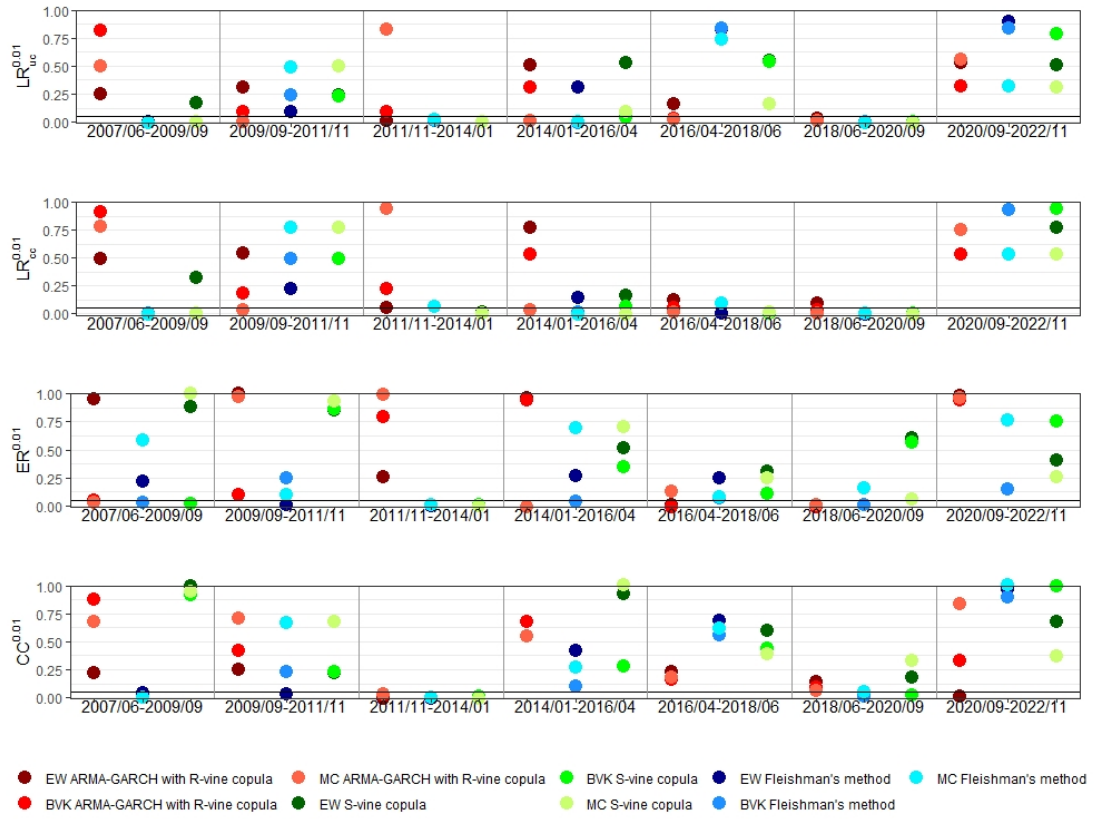 1.00
0.75
0.50
0.25
0.00
LR^0.01_uc
2007/06-2009/09 2009/09-2011/11 2011/11-2014/01 2014/01-2016/04 2016/04-2018/06 2018/06-2020/09 2020/09-2022/11
1.00
0.75
0.50
0.25
0.00
LR^0.01_cc
2007/06-2009/09 2009/09-2011/11 2011/11-2014/01 2014/01-2016/04 2016/04-2018/06 2018/06-2020/09 2020/09-2022/11
1.00
0.75
0.50
0.25
0.00
ER^0.01
2007/06-2009/09 2009/09-2011/11 2011/11-2014/01 2014/01-2016/04 2016/04-2018/06 2018/06-2020/09 2020/09-2022/11
1.00
0.75
0.50
0.25
0.00
CC^0.01
2007/06-2009/09 2009/09-2011/11 2011/11-2014/01 2014/01-2016/04 2016/04-2018/06 2018/06-2020/09 2020/09-2022/11
EW ARMA-GARCH with R-vine copula MC ARMA-GARCH with R-vine copula BVK S-vine copula EW Fleishman's method MC Fleishman's method
BVK ARMA-GARCH with R-vine copula EW S-vine copula MC S-vine copula BVK Fleishman's method